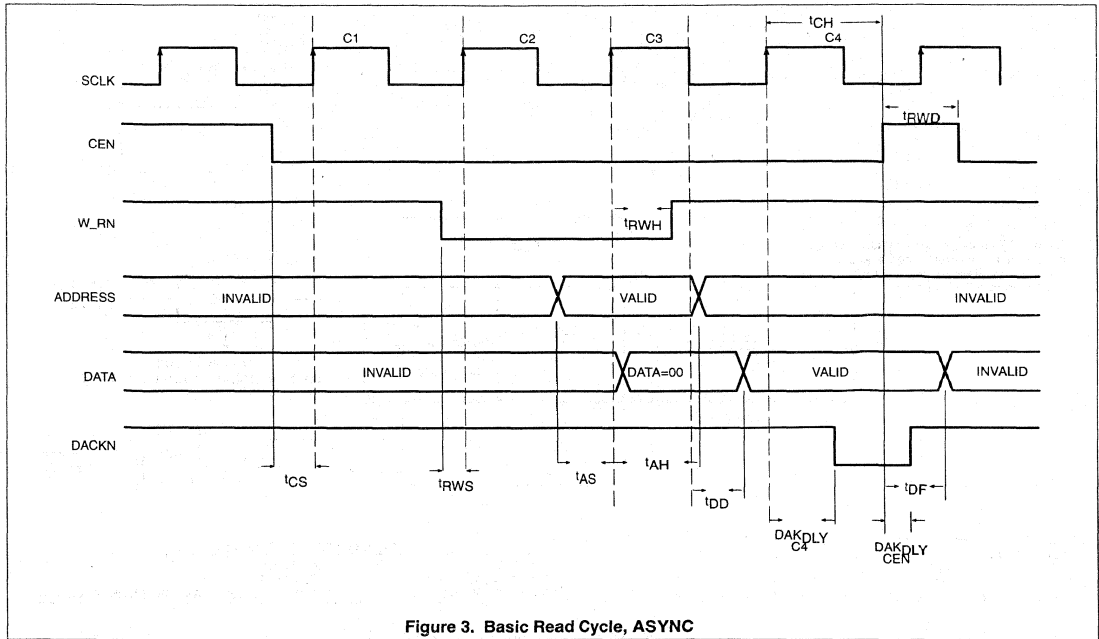 tCH
C1 C2 C3 C4
SCLK
tRWD
CEN
W_RN
tRWH
ADDRESS INVALID VALID INVALID
DATA INVALID DATA=00 VALID INVALID
DACKN
tCS tRWS tAS tAH tDD tDF
DAKDLY C4
DAKDLY CEN
Figure 3. Basic Read Cycle, ASYNC